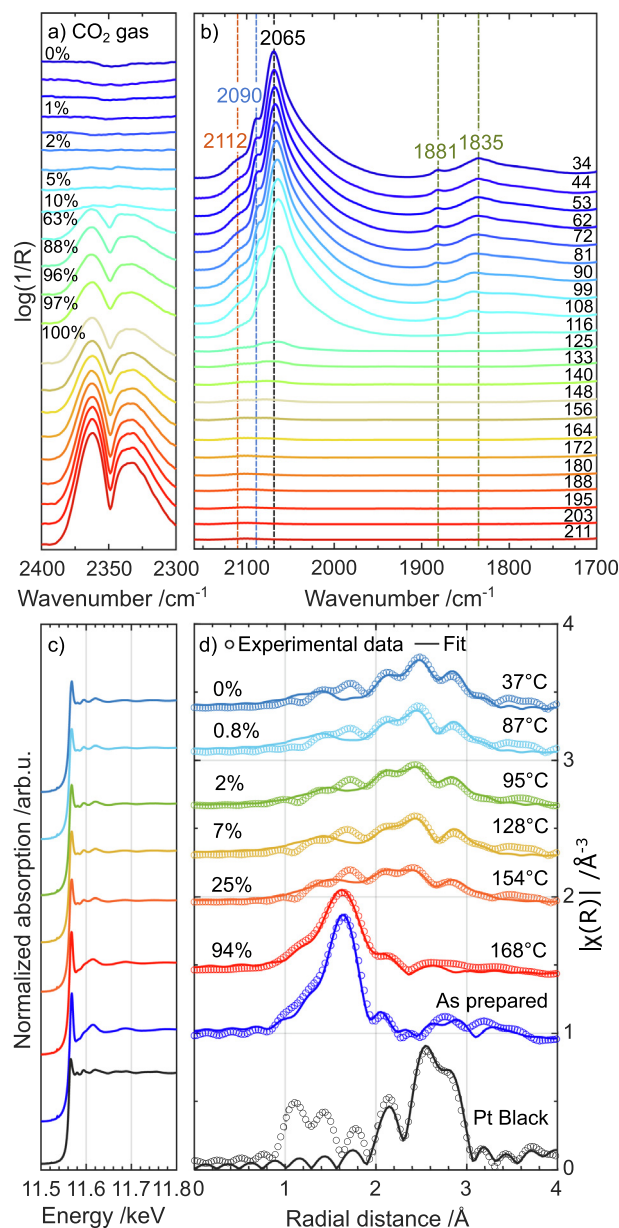 a) CO₂ gas
0%
1%
2%
5%
10%
63%
88%
96%
97%
100%
log(1/R)
2400 2350 2300
Wavenumber /cm⁻¹
b)
2065
2090
2112
1881
1835
34
44
53
62
72
81
90
99
108
116
125
133
140
148
156
164
172
180
188
195
203
211
2100 2000 1900 1800 1700
Wavenumber /cm⁻¹
c)
Normalized absorption /arb.u.
11.5 11.6 11.7 11.8
Energy /keV
d) Experimental data Fit
0% 37°C
0.8% 87°C
2% 95°C
7% 128°C
25% 154°C
94% 168°C
As prepared
Pt Black
4
3
2
1
0
|χ(R)| /Å⁻³
1 2 3 4
Radial distance /Å